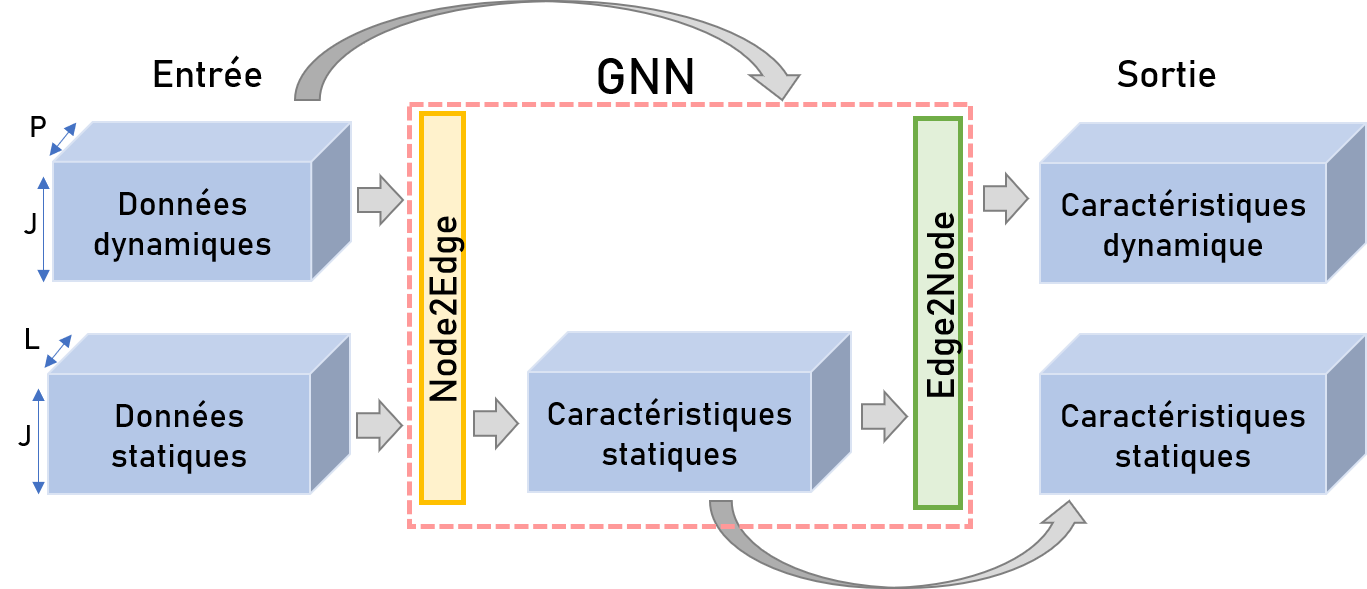 Entrée
GNN
Sortie
P
J
Données
dynamiques
Node2Edge
Edge2Node
Caractéristiques
dynamique
L
J
Données
statiques
Caractéristiques
statiques
Caractéristiques
statiques